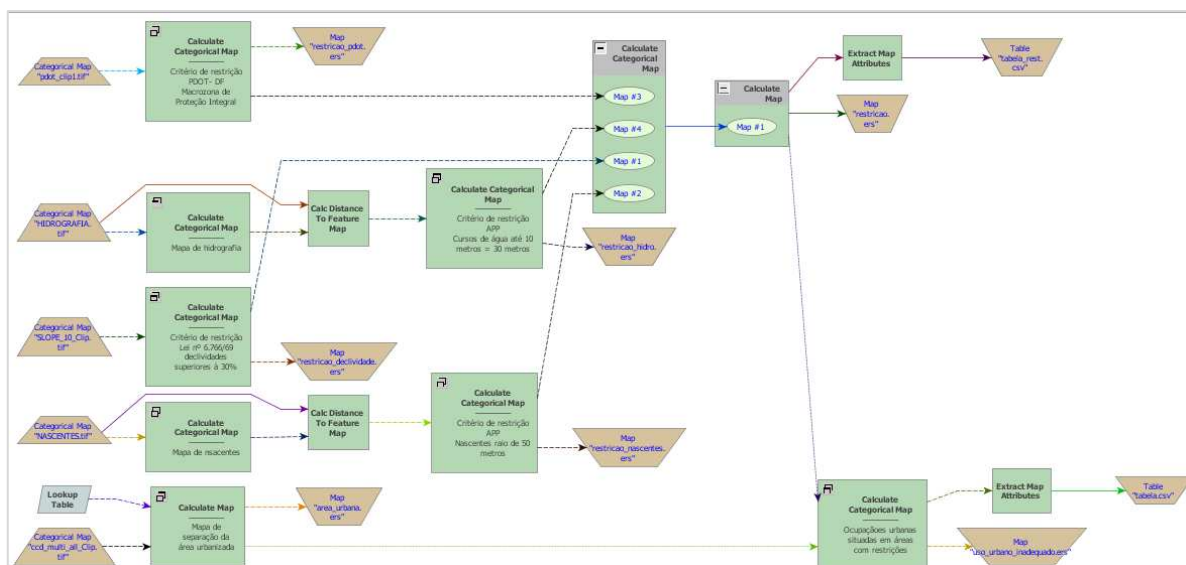 Categorical Map
"pdot_clip1.tif"
Calculate
Categorical Map
Critério de restrição
PDOT- DF
Macrozona de
Proteção Integral
Map
"restricao_pdot.
ers"
Calculate
Categorical
Map
Map #3
Map #4
Map #1
Map #2
Calculate
Map
Map #1
Extract Map
Attributes
Table
"tabela_rest.
csv"
Map
"restricao.
ers"
Categorical Map
"HIDROGRAFIA.
tif"
Calculate
Categorical Map
Mapa de hidrografia
Calc Distance
To Feature
Map
Calculate Categorical
Map
Critério de restrição
APP
Cursos de água até 10
metros = 30 metros
Map
"restricao_hidro.
ers"
Categorical Map
"SLOPE_10_Clip.
tif"
Calculate
Categorical Map
Critério de restrição
Lei nº 6.766/69
declividades
superiores à 30%
Map
"restricao_declividade.
ers"
Categorical Map
"NASCENTES.tif"
Calculate
Categorical Map
Mapa de nsacentes
Calc Distance
To Feature
Map
Calculate
Categorical Map
Critério de restrição
APP
Nascentes raio de 50
metros
Map
"restricao_nascentes.
ers"
Lookup
Table
Categorical Map
"ccd_multi_all_Clip.
tif"
Calculate Map
Mapa de
separação da
área urbanizada
Map
"area_urbana.
ers"
Calculate
Categorical Map
Ocupações urbanas
situadas em áreas
com restrições
Extract Map
Attributes
Table
"tabela.csv"
Map
"uso_urbano_inadequado.ers"